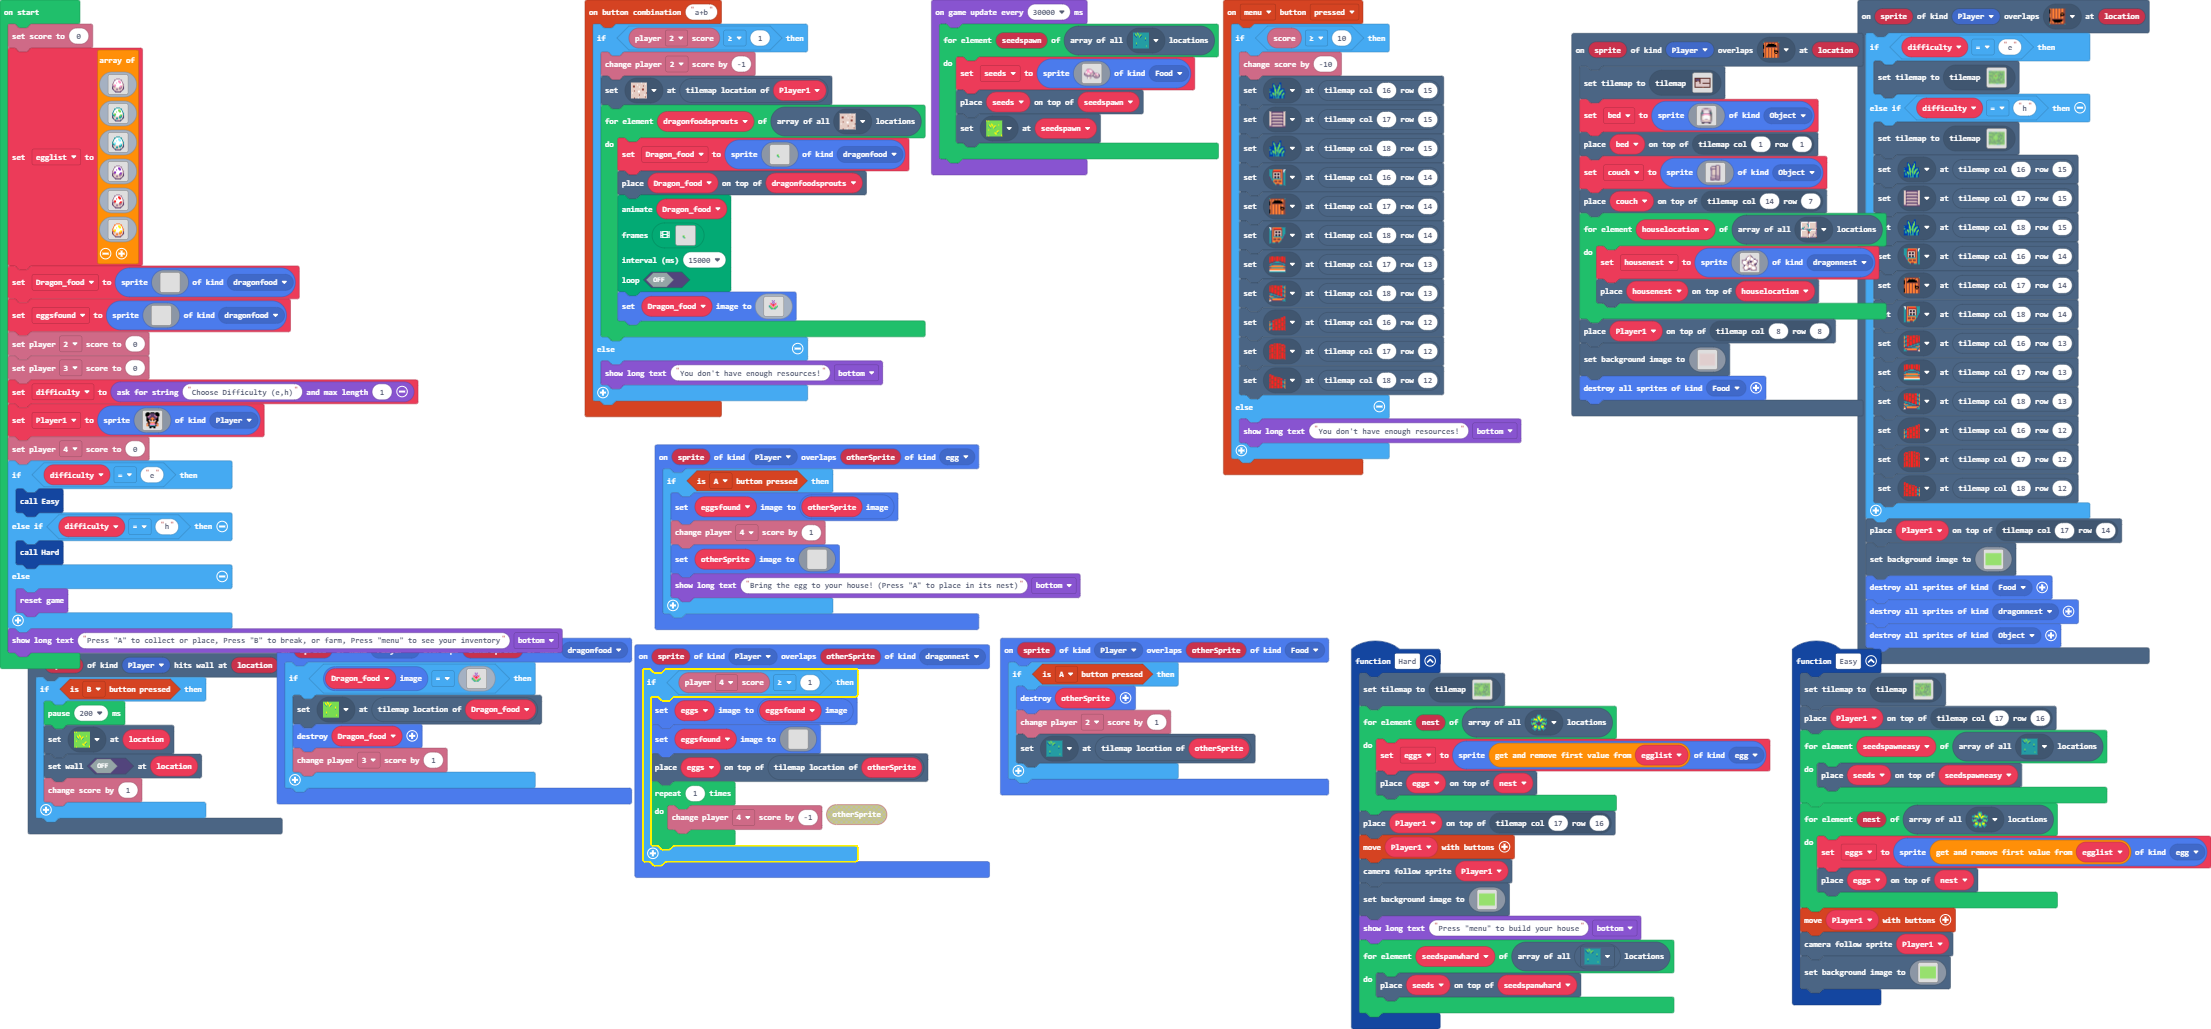 on start
set score to 0
set egglist to array of
set Dragon_food to sprite of kind dragonfood
set eggsfound to sprite of kind dragonfood
set player 2 score to 0
set player 3 score to 0
set difficulty to ask for string "Choose Difficulty (e,h)" and max length 1
set Player1 to sprite of kind Player
set player 4 score to 0
if difficulty = "e" then
call Easy
else if difficulty = "h" then
call Hard
else
reset game
show long text "Press "A" to collect or place, Press "B" to break, or farm, Press "menu" to see your inventory" bottom
of kind Player hits wall at location
if is B button pressed then
pause 200 ms
set at location
set wall OFF at location
change score by 1
dragonfood
if Dragon_food image = then
set at tilemap location of Dragon_food
destroy Dragon_food
change player 3 score by 1
on button combination "a+b"
if player 2 score ≥ 1 then
change player 2 score by -1
set at tilemap location of Player1
for element dragonfoodsprouts of array of all locations
do
set Dragon_food to sprite of kind dragonfood
place Dragon_food on top of dragonfoodsprouts
animate Dragon_food
frames
interval (ms) 15000
loop OFF
set Dragon_food image to
else
show long text "You don't have enough resources!" bottom
on sprite of kind Player overlaps otherSprite of kind egg
if is A button pressed then
set eggsfound image to otherSprite image
change player 4 score by 1
set otherSprite image to
show long text "Bring the egg to your house! (Press "A" to place in its nest)" bottom
on sprite of kind Player overlaps otherSprite of kind dragonnest
if player 4 score ≥ 1 then
set eggs image to eggsfound image
set eggsfound image to
place eggs on top of tilemap location of otherSprite
repeat 1 times
do change player 4 score by -1
otherSprite
on game update every 30000 ms
for element seedspawn of array of all locations
do
set seeds to sprite of kind Food
place seeds on top of seedspawn
set at seedspawn
on sprite of kind Player overlaps otherSprite of kind Food
if is A button pressed then
destroy otherSprite
change player 2 score by 1
set at tilemap location of otherSprite
on menu button pressed
if score ≥ 10 then
change score by -10
set at tilemap col 16 row 15
set at tilemap col 17 row 15
set at tilemap col 18 row 15
set at tilemap col 16 row 14
set at tilemap col 17 row 14
set at tilemap col 18 row 14
set at tilemap col 17 row 13
set at tilemap col 18 row 13
set at tilemap col 16 row 12
set at tilemap col 17 row 12
set at tilemap col 18 row 12
else
show long text "You don't have enough resources!" bottom
on sprite of kind Player overlaps at location
set tilemap to tilemap
set bed to sprite of kind Object
place bed on top of tilemap col 1 row 1
set couch to sprite of kind Object
place couch on top of tilemap col 14 row 7
for element houselocation of array of all locations
do
set housenest to sprite of kind dragonnest
place housenest on top of houselocation
place Player1 on top of tilemap col 8 row 8
set background image to
destroy all sprites of kind Food
on sprite of kind Player overlaps at location
if difficulty = "e" then
set tilemap to tilemap
else if difficulty = "h" then
set tilemap to tilemap
set at tilemap col 16 row 15
set at tilemap col 17 row 15
t at tilemap col 18 row 15
set at tilemap col 16 row 14
set at tilemap col 17 row 14
t at tilemap col 18 row 14
set at tilemap col 16 row 13
set at tilemap col 17 row 13
set at tilemap col 18 row 13
set at tilemap col 16 row 12
set at tilemap col 17 row 12
set at tilemap col 18 row 12
place Player1 on top of tilemap col 17 row 14
set background image to
destroy all sprites of kind Food
destroy all sprites of kind dragonnest
destroy all sprites of kind Object
function Hard
set tilemap to tilemap
for element nest of array of all locations
do
set eggs to sprite get and remove first value from egglist of kind egg
place eggs on top of nest
place Player1 on top of tilemap col 17 row 16
move Player1 with buttons
camera follow sprite Player1
set background image to
show long text "Press "menu" to build your house" bottom
for element seedspanwhard of array of all locations
do place seeds on top of seedspanwhard
function Easy
set tilemap to tilemap
place Player1 on top of tilemap col 17 row 16
for element seedspawneasy of array of all locations
do place seeds on top of seedspawneasy
for element nest of array of all locations
do
set eggs to sprite get and remove first value from egglist of kind egg
place eggs on top of nest
move Player1 with buttons
camera follow sprite Player1
set background image to